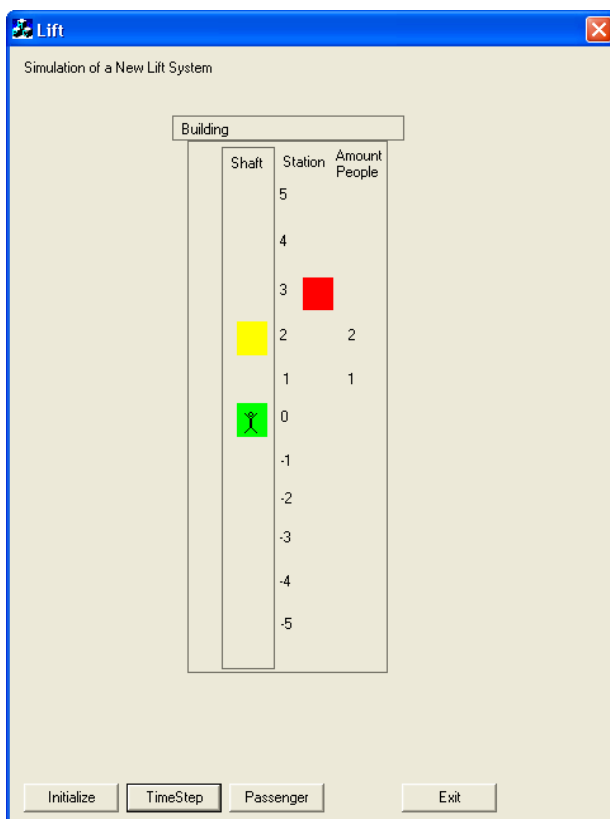 Lift
Simulation of a New Lift System
Building
Shaft Station Amount
People
5
4
3
2 2
1 1
0
-1
-2
-3
-4
-5
Initialize TimeStep Passenger Exit